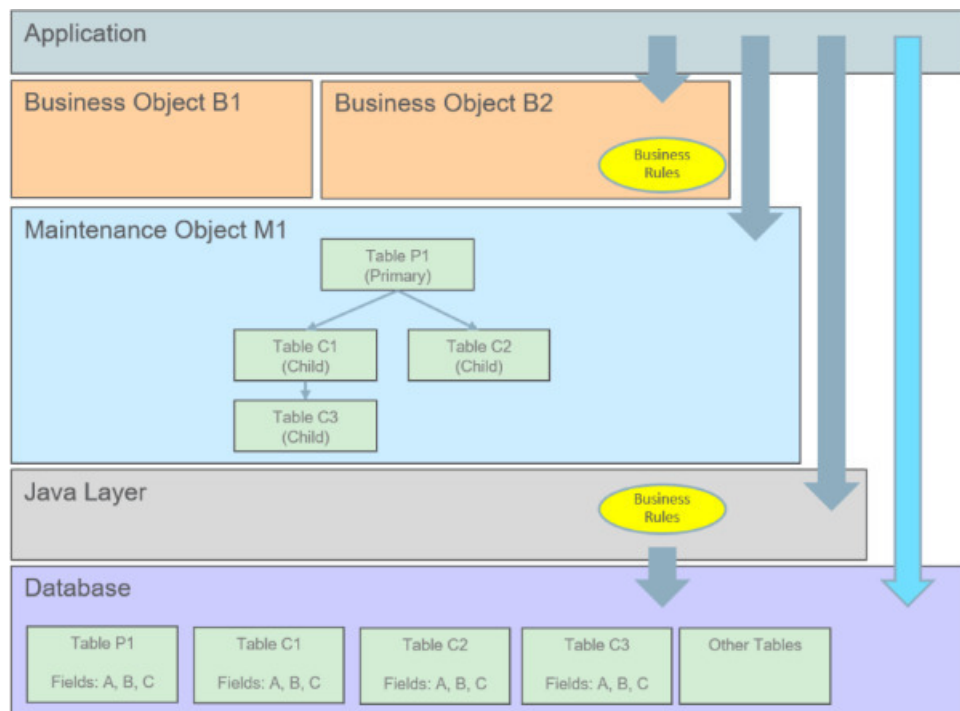 Application
Business Object B1
Business Object B2
Business
Rules
Maintenance Object M1
Table P1
(Primary)
Table C1
(Child)
Table C2
(Child)
Table C3
(Child)
Java Layer
Business
Rules
Database
Table P1
Fields: A, B, C
Table C1
Fields: A, B, C
Table C2
Fields: A, B, C
Table C3
Fields: A, B, C
Other Tables